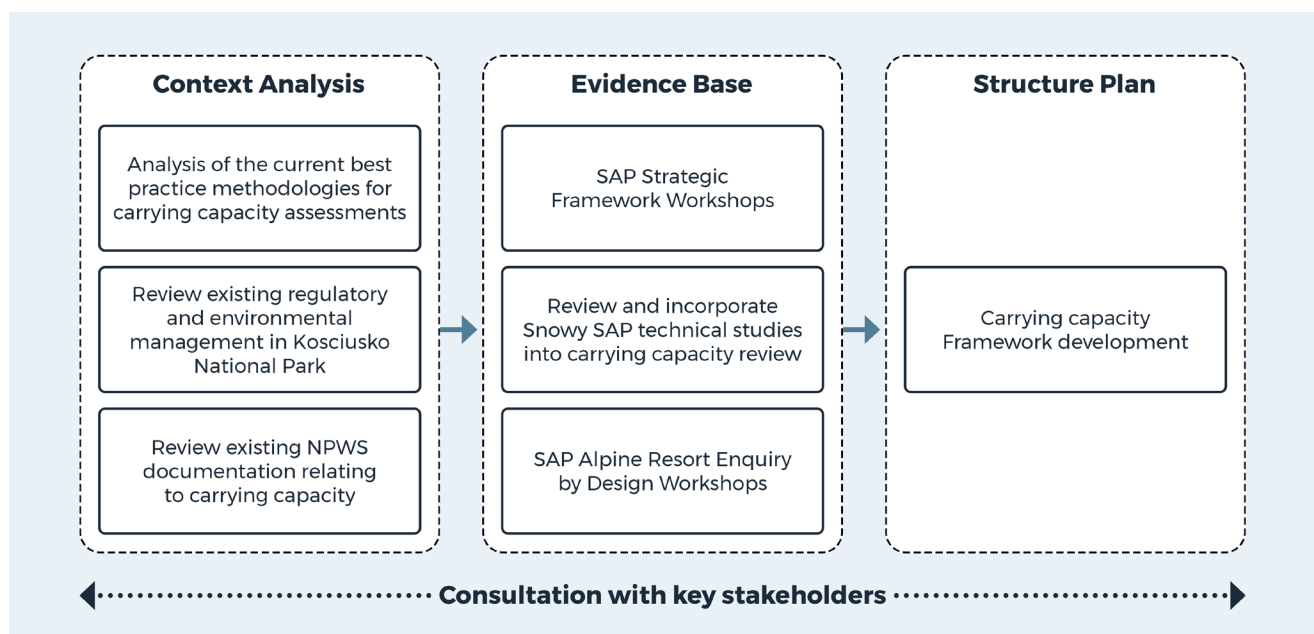 Context Analysis
Analysis of the current best
practice methodologies for
carrying capacity assessments
Review existing regulatory
and environmental
management in Kosciusko
National Park
Review existing NPWS
documentation relating
to carrying capacity
Evidence Base
SAP Strategic
Framework Workshops
Review and incorporate
Snowy SAP technical studies
into carrying capacity review
SAP Alpine Resort Enquiry
by Design Workshops
Structure Plan
Carrying capacity
Framework development
Consultation with key stakeholders